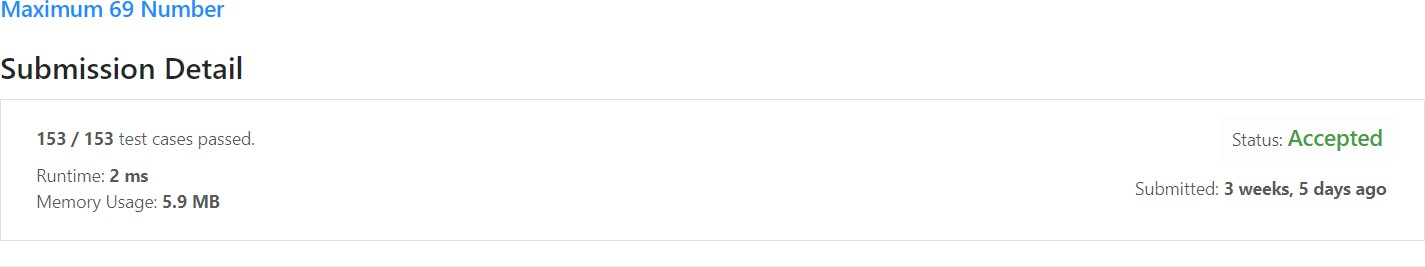 Maximum 69 Number
Submission Detail
153 / 153 test cases passed.
Status: Accepted
Runtime: 2 ms
Submitted: 3 weeks, 5 days ago
Memory Usage: 5.9 MB